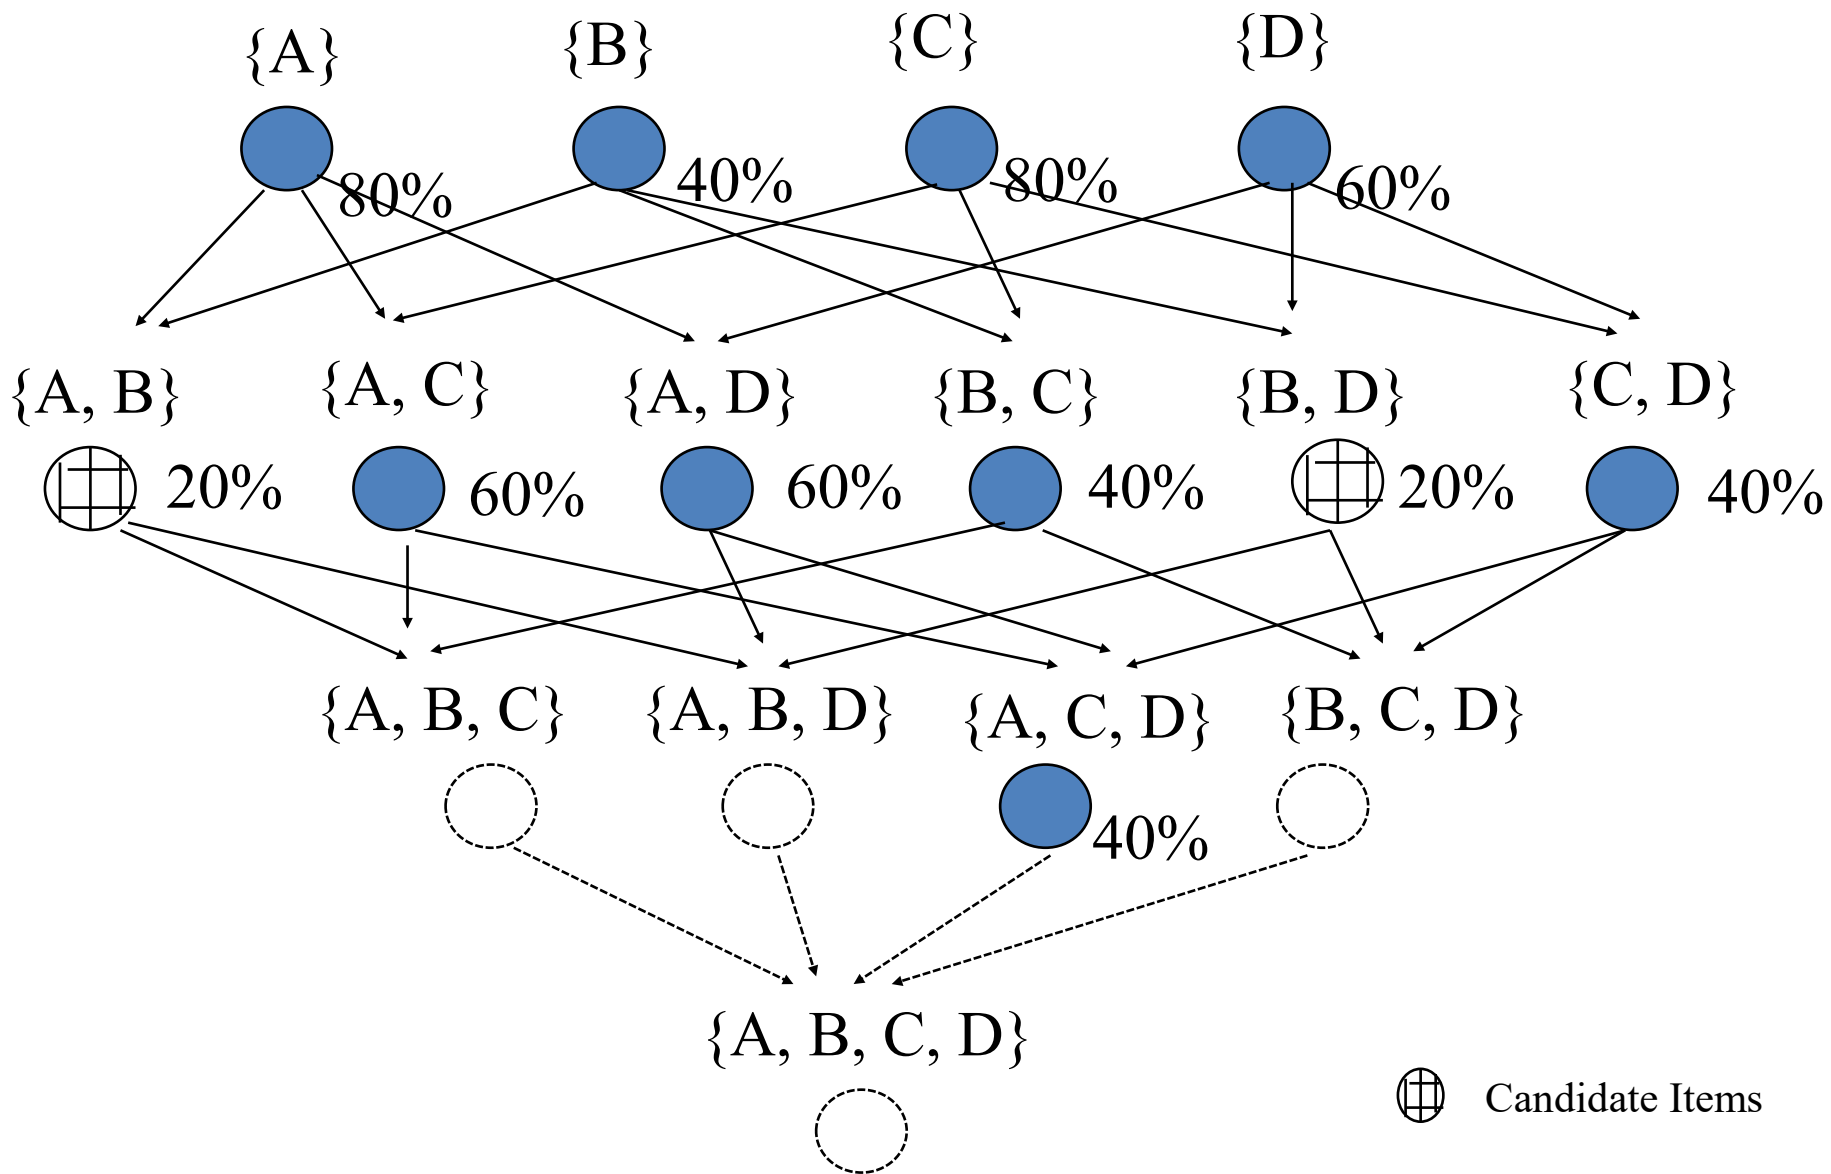 {A} {B} {C} {D}
80% 40% 80% 60%
{A, B} {A, C} {A, D} {B, C} {B, D} {C, D}
20% 60% 60% 40% 20% 40%
{A, B, C} {A, B, D} {A, C, D} {B, C, D}
40%
{A, B, C, D}
Candidate Items